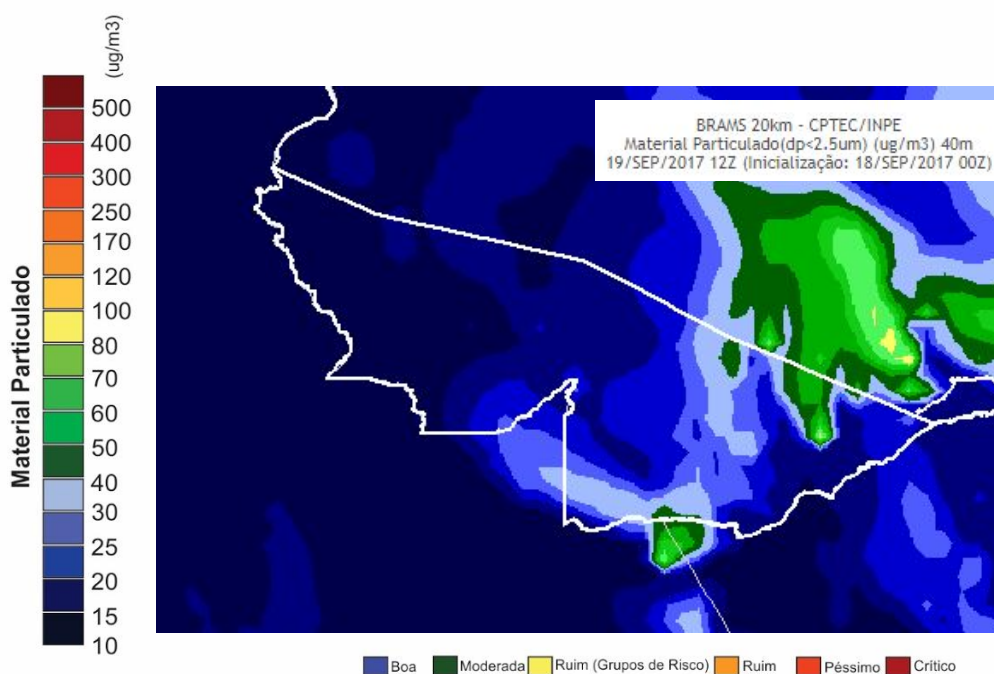 (ug/m3)
Material Particulado
500
400
300
250
170
120
100
80
70
60
50
40
30
25
20
15
10
BRAMS 20km - CPTEC/INPE
Material Particulado(dp<2.5um) (ug/m3) 40m
19/SEP/2017 12Z (Inicialização: 18/SEP/2017 00Z)
Boa Moderada Ruim (Grupos de Risco) Ruim Péssimo Crítico